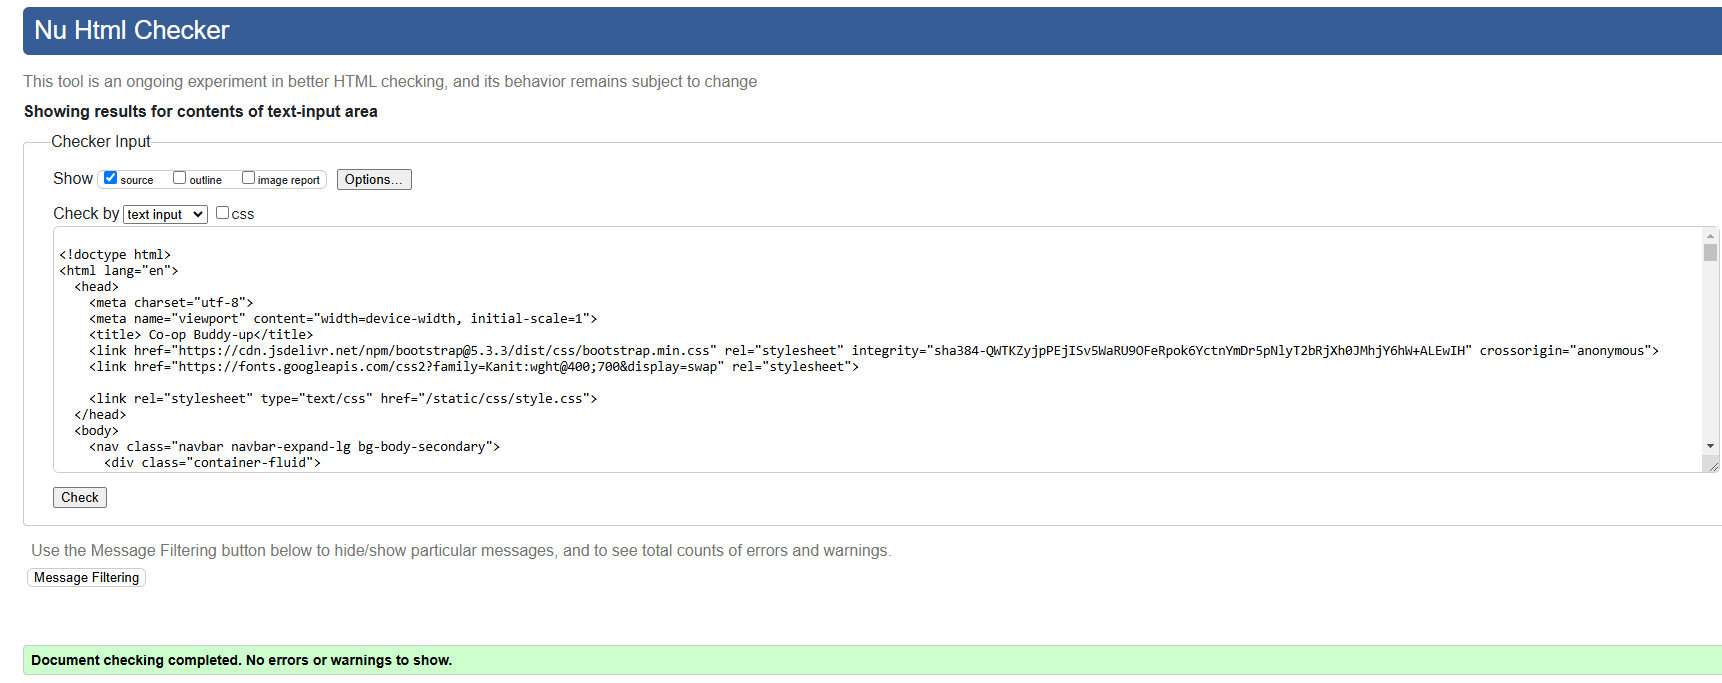 Nu Html Checker
This tool is an ongoing experiment in better HTML checking, and its behavior remains subject to change
Showing results for contents of text-input area
Checker Input
Show source outline image report Options...
Check by text input css
<!doctype html>
<html lang="en">
<head>
<meta charset="utf-8">
<meta name="viewport" content="width=device-width, initial-scale=1">
<title> Co-op Buddy-up</title>
<link href="https://cdn.jsdelivr.net/npm/bootstrap@5.3.3/dist/css/bootstrap.min.css" rel="stylesheet" integrity="sha384-QWTKZyjpPEjISv5WaRU9OFeRpok6YctnYmDr5pNlyT2bRjXh0JMhjY6hW+ALEwIH" crossorigin="anonymous">
<link href="https://fonts.googleapis.com/css2?family=Kanit:wght@400;700&display=swap" rel="stylesheet">
<link rel="stylesheet" type="text/css" href="/static/css/style.css">
</head>
<body>
<nav class="navbar navbar-expand-lg bg-body-secondary">
<div class="container-fluid">
Check
Use the Message Filtering button below to hide/show particular messages, and to see total counts of errors and warnings.
Message Filtering
Document checking completed. No errors or warnings to show.